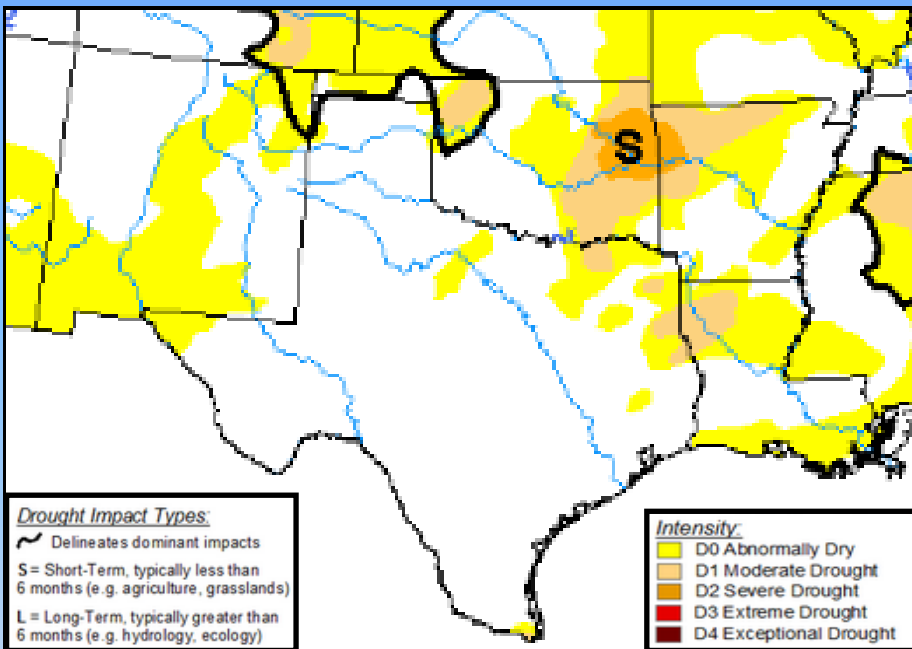 S
Drought Impact Types:
Delineates dominant impacts
S = Short-Term, typically less than
6 months (e.g. agriculture, grasslands)
L = Long-Term, typically greater than
6 months (e.g. hydrology, ecology)
Intensity:
D0 Abnormally Dry
D1 Moderate Drought
D2 Severe Drought
D3 Extreme Drought
D4 Exceptional Drought